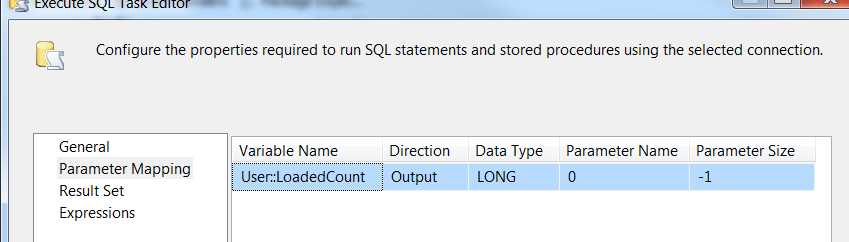 Execute SQL Task Editor
Configure the properties required to run SQL statements and stored procedures using the selected connection.
General
Parameter Mapping
Result Set
Expressions
Variable Name Direction Data Type Parameter Name Parameter Size
User::LoadedCount Output LONG 0 -1